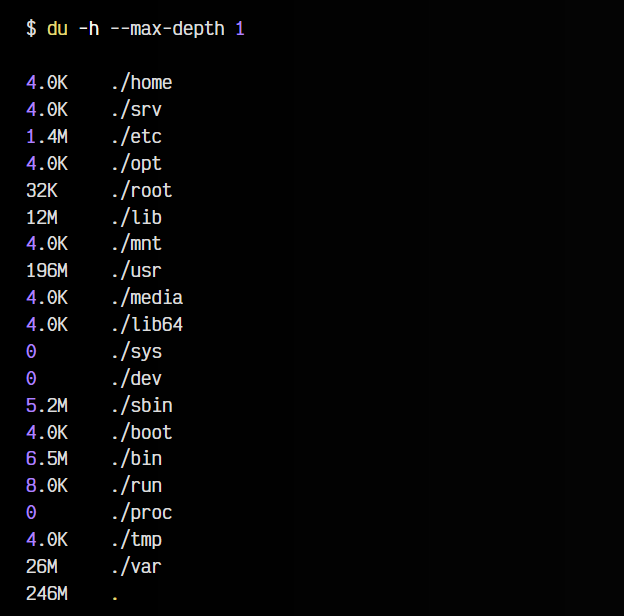 $ du -h --max-depth 1
4.0K ./home
4.0K ./srv
1.4M ./etc
4.0K ./opt
32K ./root
12M ./lib
4.0K ./mnt
196M ./usr
4.0K ./media
4.0K ./lib64
0 ./sys
0 ./dev
5.2M ./sbin
4.0K ./boot
6.5M ./bin
8.0K ./run
0 ./proc
4.0K ./tmp
26M ./var
246M .